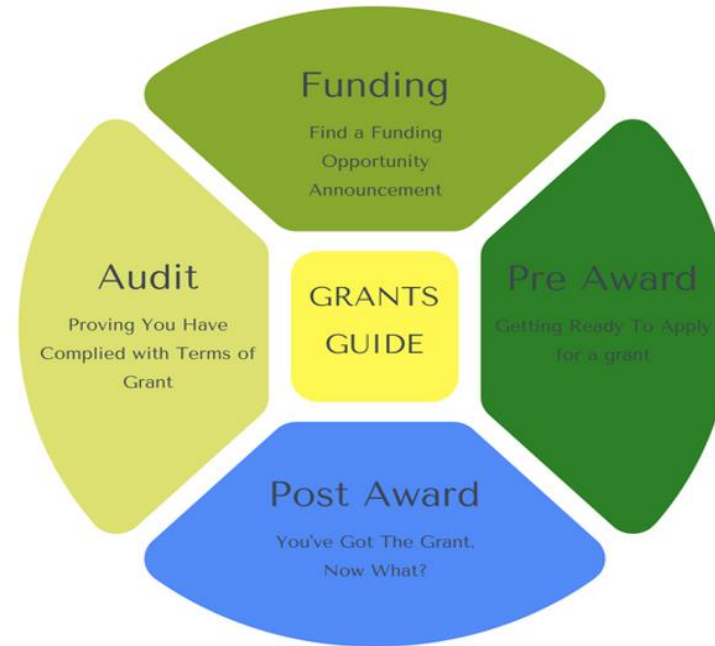 Funding
Find a Funding
Opportunity
Announcement
Audit
Proving You Have
Complied with Terms of
Grant
GRANTS
GUIDE
Pre Award
Getting Ready To Apply
for a grant
Post Award
You've Got The Grant,
Now What?